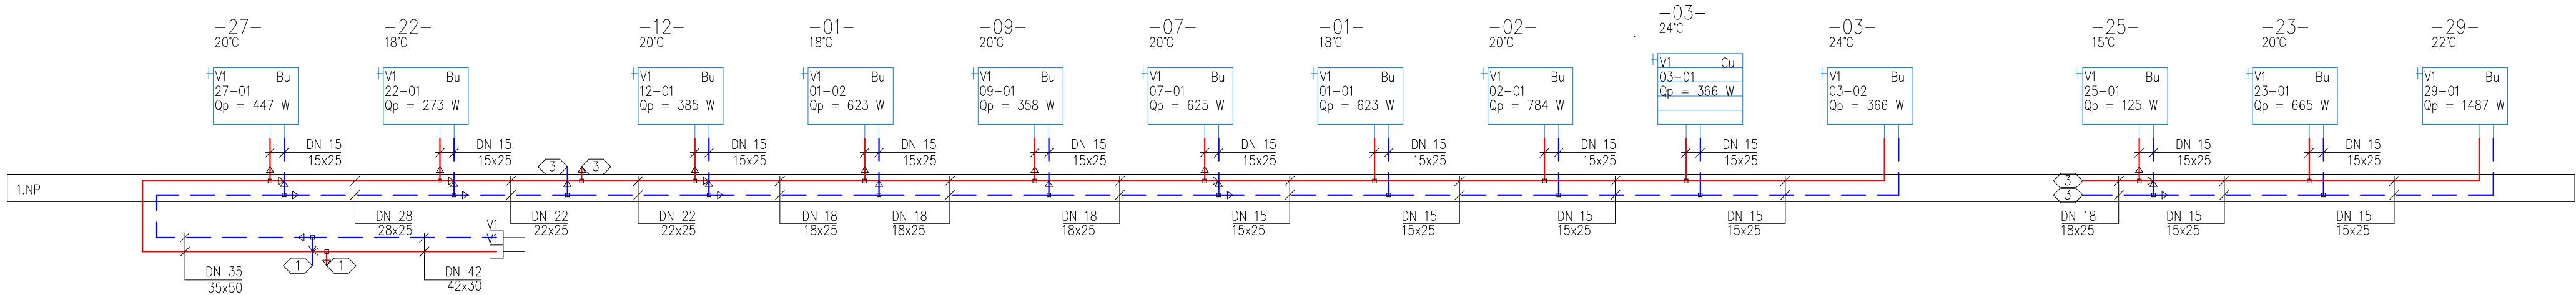 -27-
20°C
-22-
18°C
-12-
20°C
-01-
18°C
-09-
20°C
-07-
20°C
-01-
18°C
-02-
20°C
-03-
24°C
-03-
24°C
-25-
15°C
-23-
20°C
-29-
22°C
V1 Bu
27-01
Qp = 447 W
V1 Bu
22-01
Qp = 273 W
V1 Bu
12-01
Qp = 385 W
V1 Bu
01-02
Qp = 623 W
V1 Bu
09-01
Qp = 358 W
V1 Bu
07-01
Qp = 625 W
V1 Bu
01-01
Qp = 623 W
V1 Bu
02-01
Qp = 784 W
V1 Cu
03-01
Qp = 366 W
V1 Bu
03-02
Qp = 366 W
V1 Bu
25-01
Qp = 125 W
V1 Bu
23-01
Qp = 665 W
V1 Bu
29-01
Qp = 1487 W
DN 15
15x25
DN 15
15x25
DN 15
15x25
DN 15
15x25
DN 15
15x25
DN 15
15x25
DN 15
15x25
DN 15
15x25
DN 15
15x25
DN 15
15x25
DN 15
15x25
3
3
3
3
1.NP
DN 28
28x25
DN 22
22x25
DN 22
22x25
DN 18
18x25
DN 18
18x25
DN 18
18x25
DN 15
15x25
DN 15
15x25
DN 15
15x25
DN 15
15x25
DN 18
18x25
DN 15
15x25
DN 15
15x25
V1
V1
1
1
DN 35
35x50
DN 42
42x30